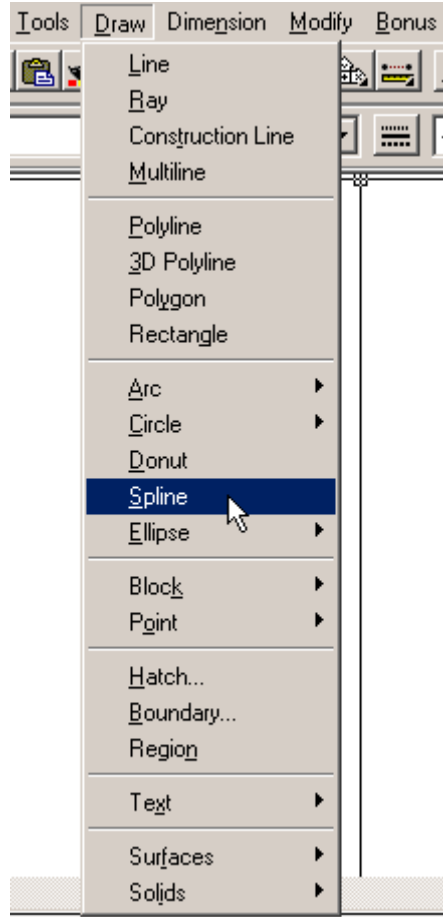 Tools Draw Dimension Modify Bonus
Line
Ray
Construction Line
Multiline
Polyline
3D Polyline
Polygon
Rectangle
Arc
Circle
Donut
Spline
Ellipse
Block
Point
Hatch...
Boundary...
Region
Text
Surfaces
Solids